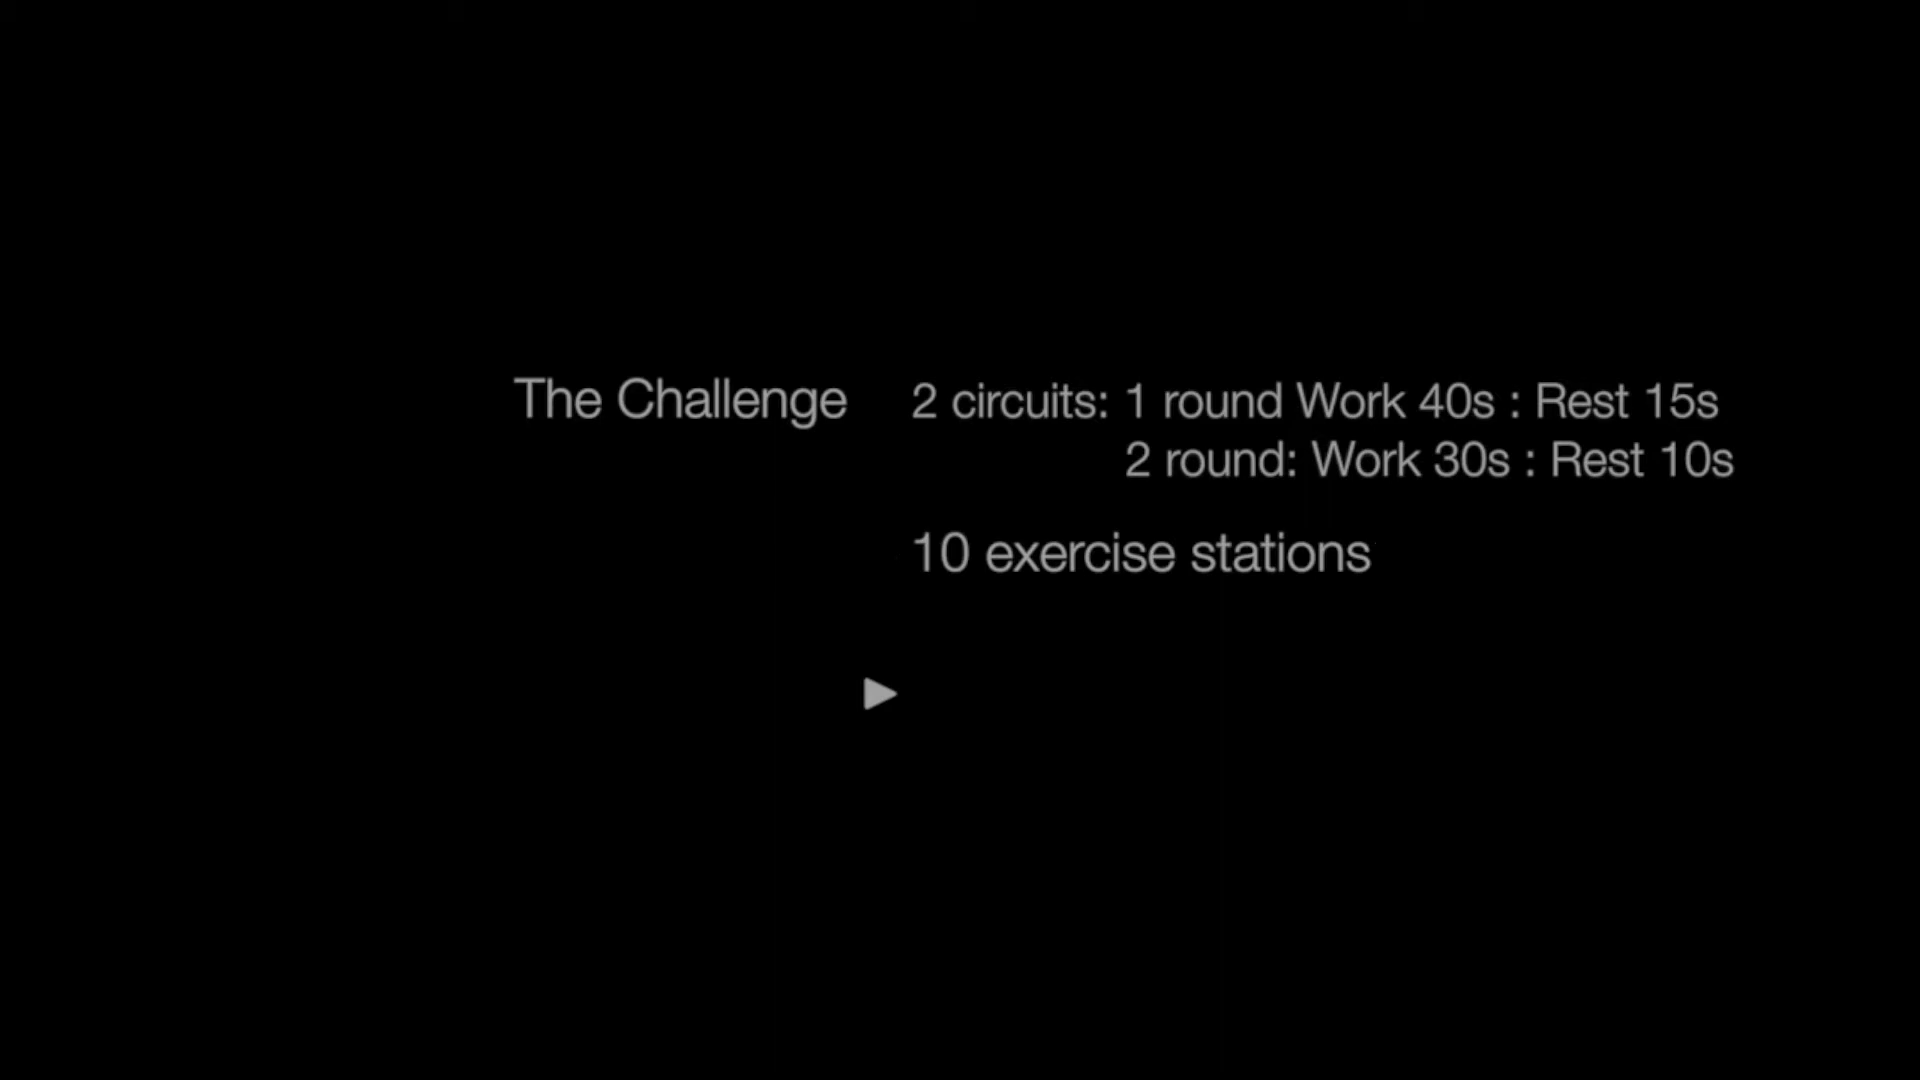 The Challenge 2 circuits: 1 round Work 40s : Rest 15s
2 round: Work 30s : Rest 10s
10 exercise stations